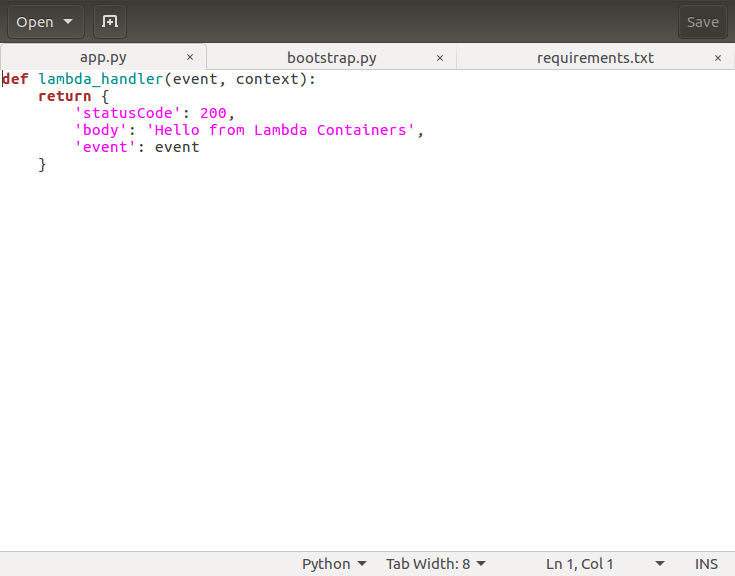 Open Save
app.py × bootstrap.py × requirements.txt ×
def lambda_handler(event, context):
    return {
        'statusCode': 200,
        'body': 'Hello from Lambda Containers',
        'event': event
    }
Python Tab Width: 8 Ln 1, Col 1 INS